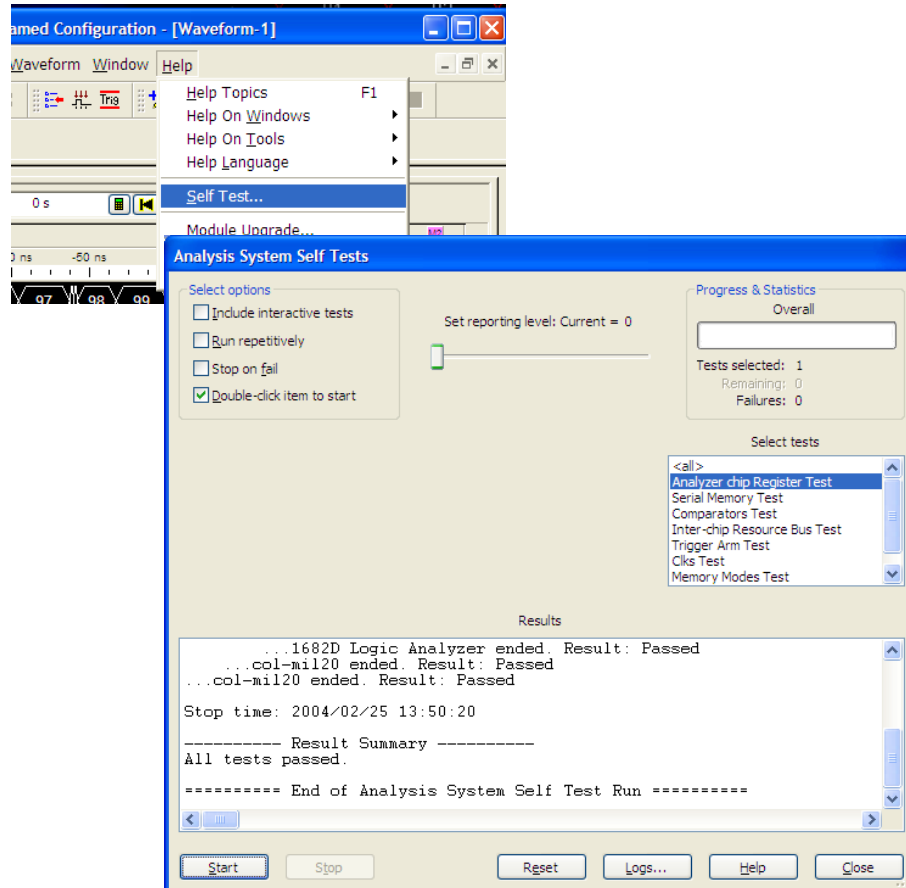 amed Configuration - [Waveform-1]
Waveform Window Help
Trig
Help Topics F1
Help On Windows
Help On Tools
Help Language
Self Test...
Module Upgrade...
0 s
M2
0 ns -50 ns
97 98 99
Analysis System Self Tests
Select options
Include interactive tests
Run repetitively
Stop on fail
Double-click item to start
Set reporting level: Current = 0
Progress & Statistics
Overall
Tests selected: 1
Remaining: 0
Failures: 0
Select tests
<all>
Analyzer chip Register Test
Serial Memory Test
Comparators Test
Inter-chip Resource Bus Test
Trigger Arm Test
Clks Test
Memory Modes Test
Results
...1682D Logic Analyzer ended. Result: Passed
...col-mil20 ended. Result: Passed
...col-mil20 ended. Result: Passed
Stop time: 2004/02/25 13:50:20
---------- Result Summary ----------
All tests passed.
========== End of Analysis System Self Test Run ==========
Start Stop Reset Logs... Help Close